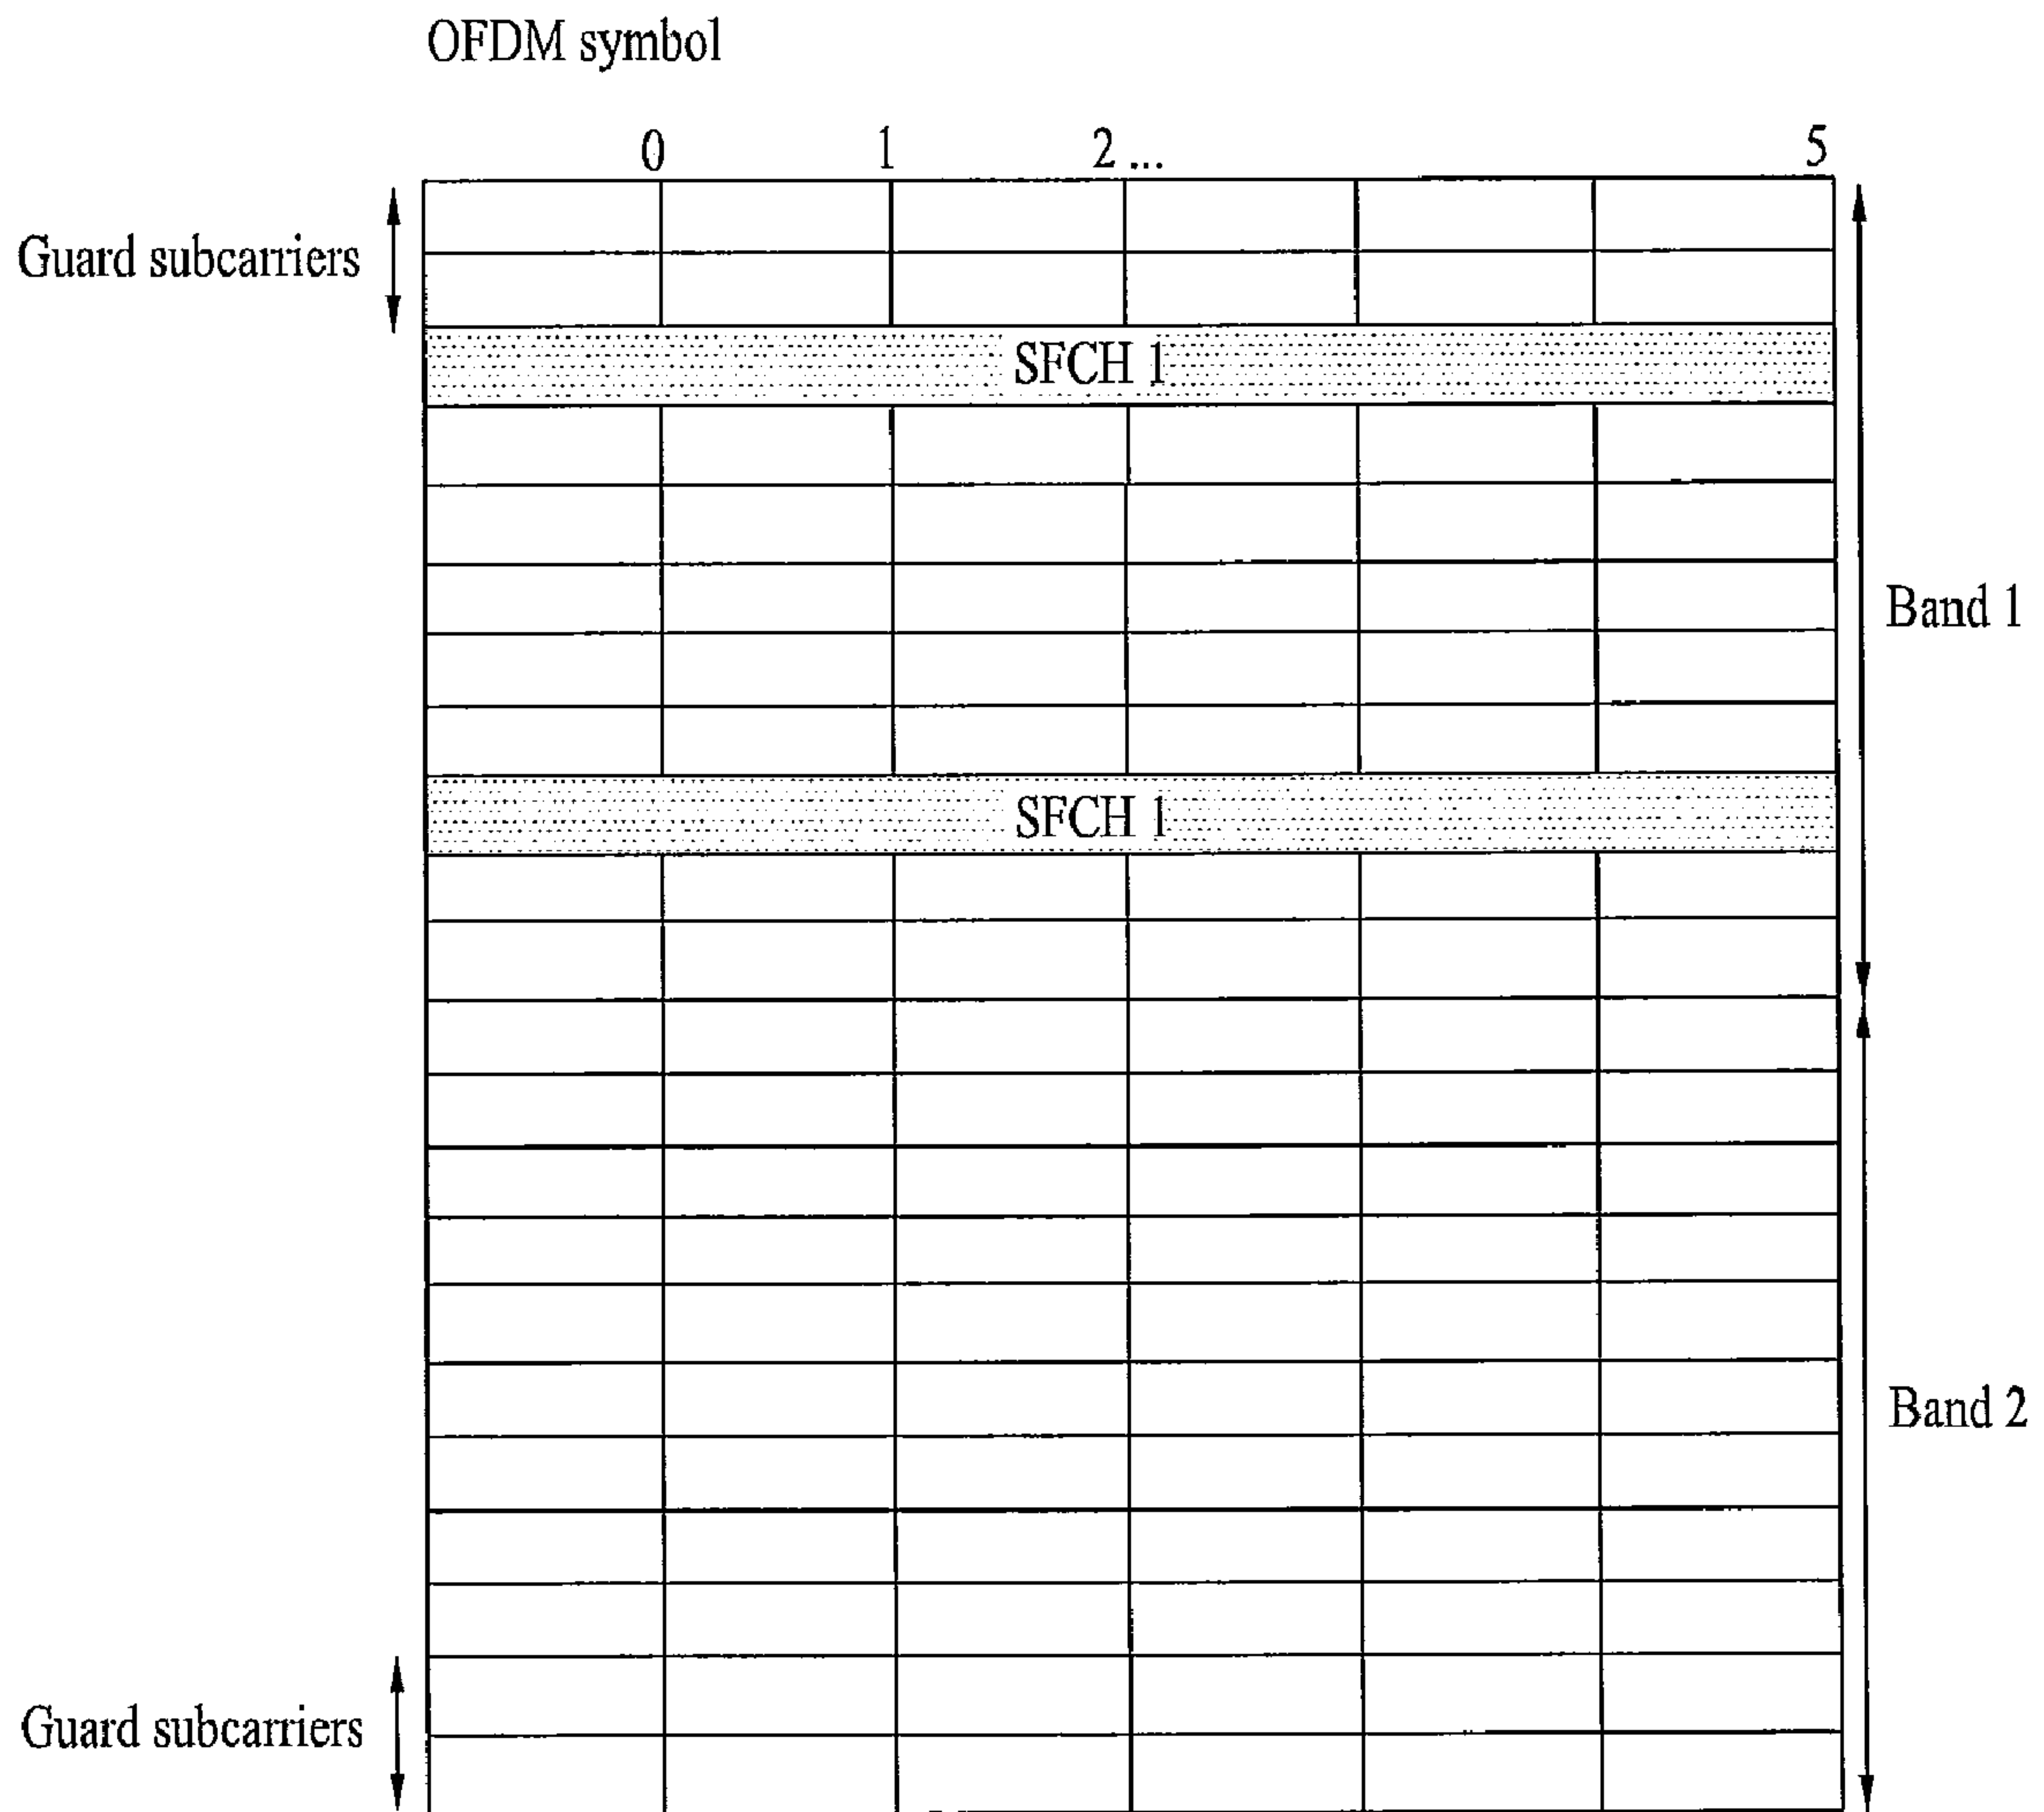 OFDM symbol
0 1 2 ... 5
Guard subcarriers
SFCH 1
Band 1
SFCH 1
Band 2
Guard subcarriers